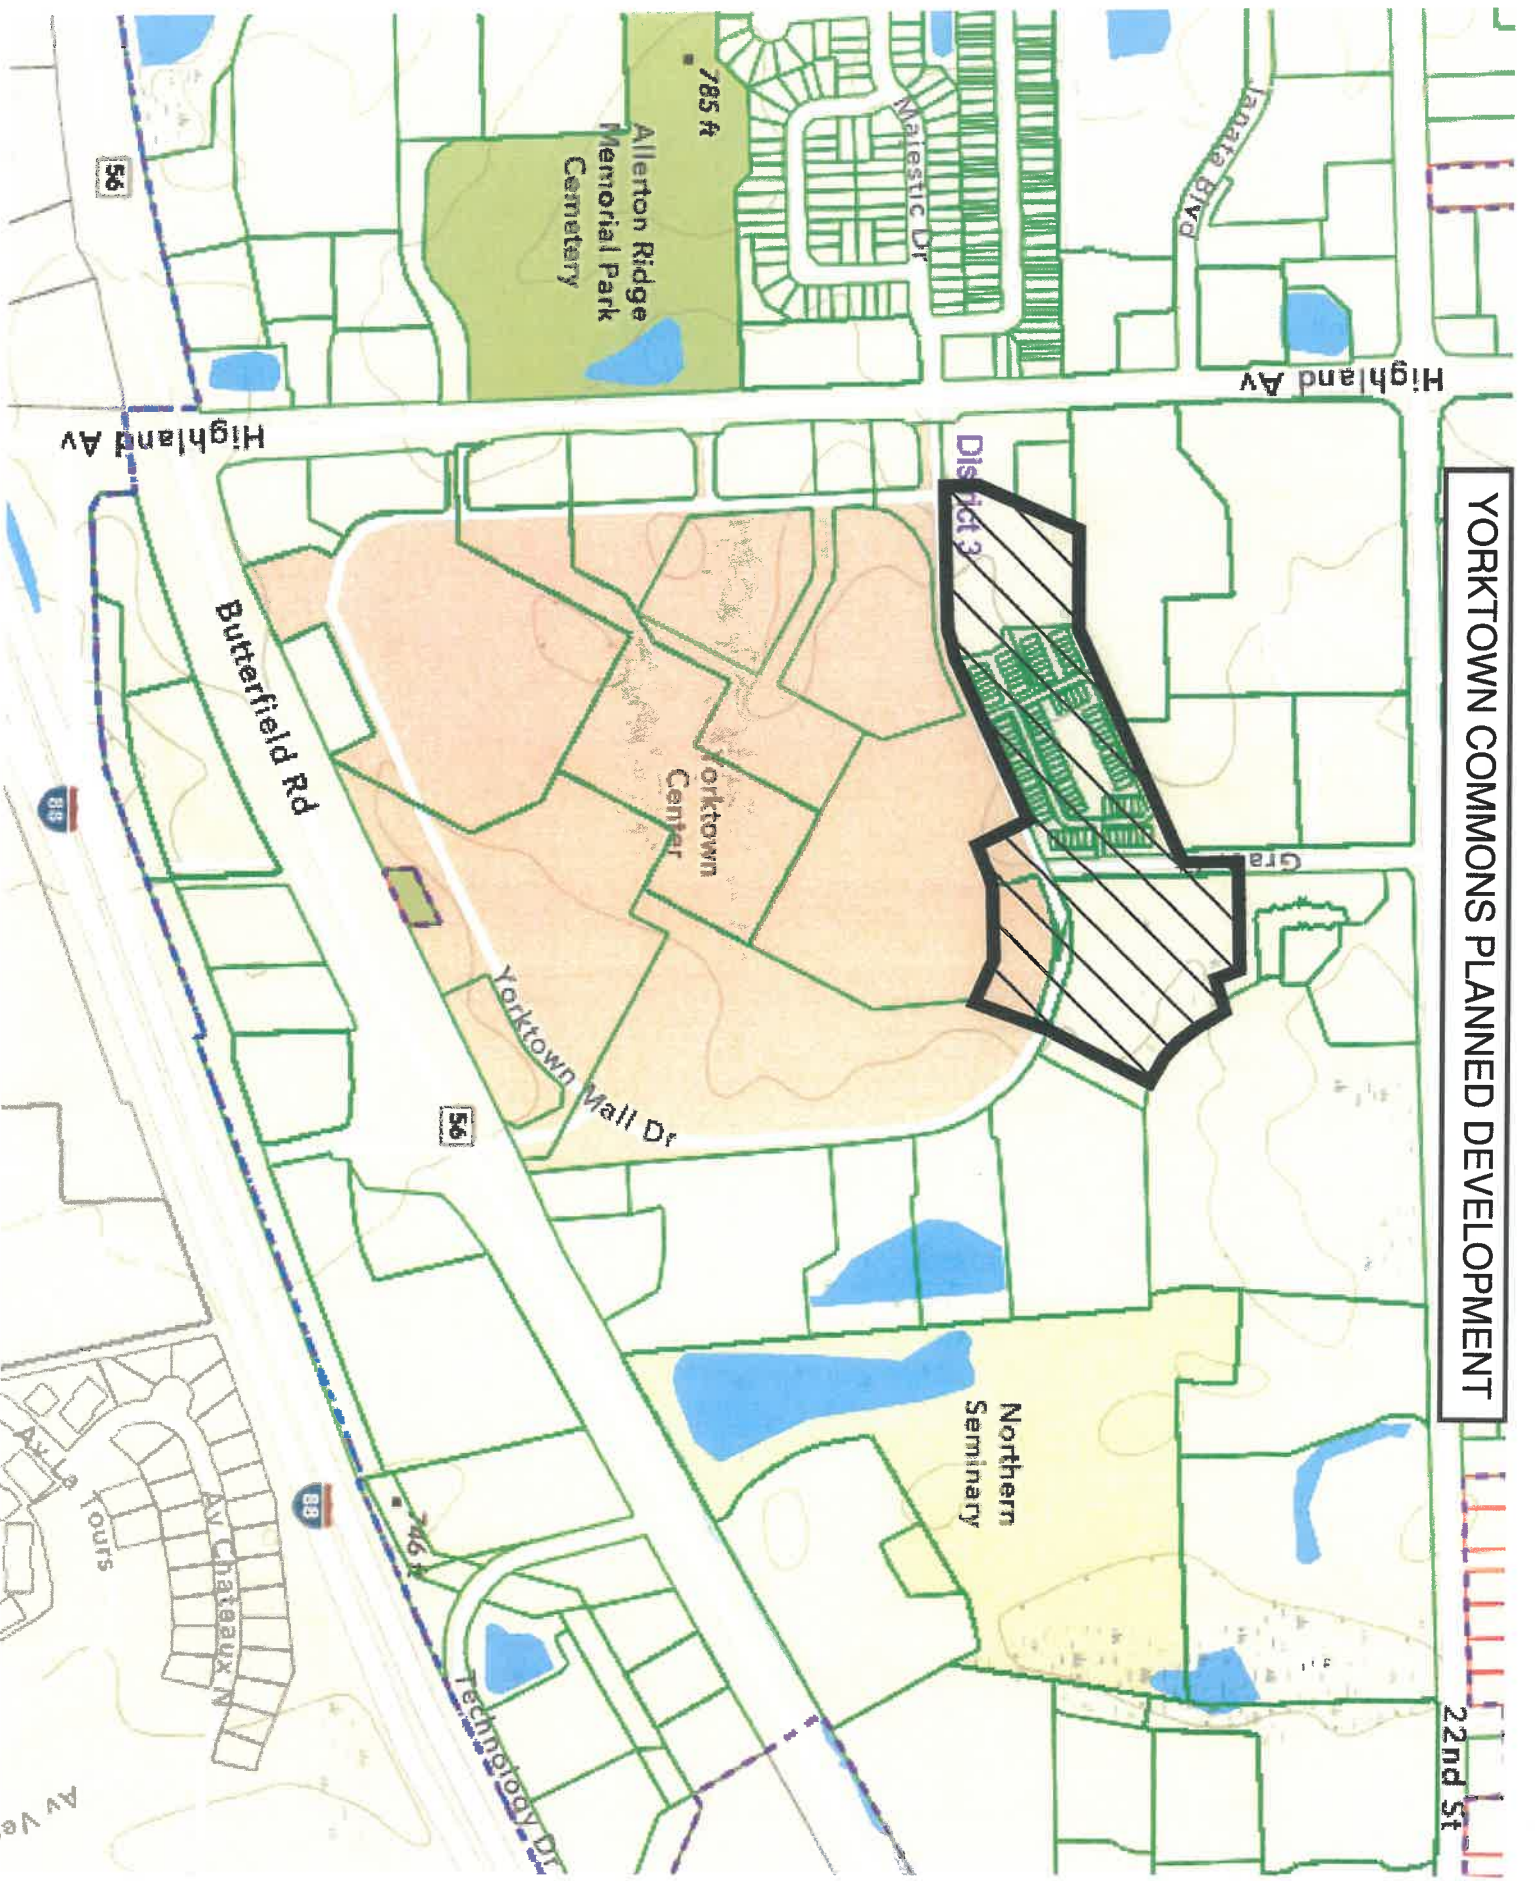 YORKTOWN COMMONS PLANNED DEVELOPMENT
22nd St
Janata Blvd
Highland Av
Majestic Dr
District 3
785 ft
Allerton Ridge
Memorial Park
Cemetery
56
Highland Av
Yorktown
Center
Butterfield Rd
Yorktown Mall Dr
56
88
Northern
Seminary
88
746 ft
Technology Dr
Av Chateaux N
Av La Tours